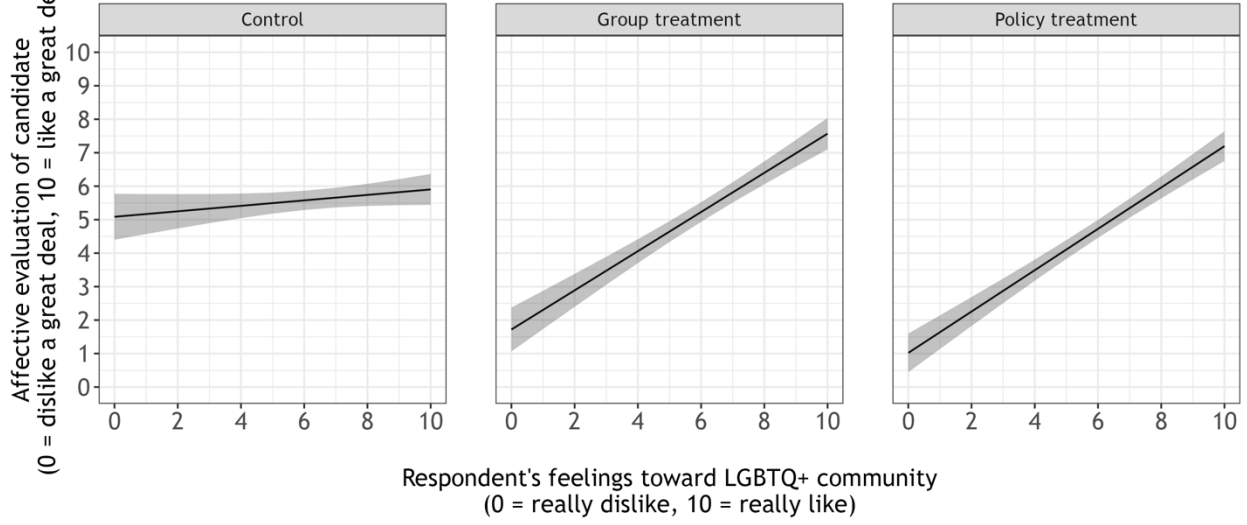 Control
Group treatment
Policy treatment
Affective evaluation of candidate
(0 = dislike a great deal, 10 = like a great de
10
9
8
7
6
5
4
3
2
1
0
0 2 4 6 8 10
0 2 4 6 8 10
0 2 4 6 8 10
Respondent's feelings toward LGBTQ+ community
(0 = really dislike, 10 = really like)